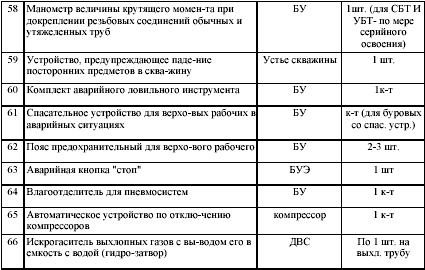 58 Манометр величины крутящего момен-та при БУ 1шт. (для СБТ И
докреплении резьбовых соединений обычных и УБТ- по мере
утяжеленных труб серийного
освоения)
59 Устройство, предупреждающее паде-ние Устье скважины 1 шт.
посторонних предметов в сква-жину
60 Комплект аварийного ловильного инструмента БУ 1к-т
61 Спасательное устройство для верхо-вых рабочих в БУ к-т (для буровых
аварийных ситуациях со спас. устр.)
62 Пояс предохранительный для верхо-вого рабочего БУ 2-3 шт.
63 Аварийная кнопка "стоп" БУЭ 1 шт
64 Влагоотделитель для пневмосистем БУ 1 к-т
65 Автоматическое устройство по отклю-чению компрессор 1 к-т
компрессоров
66 Искрогаситель выхлопных газов с вы-водом его в ДВС По 1 шт. на
емкость с водой (гидро-затвор) выхл. трубу